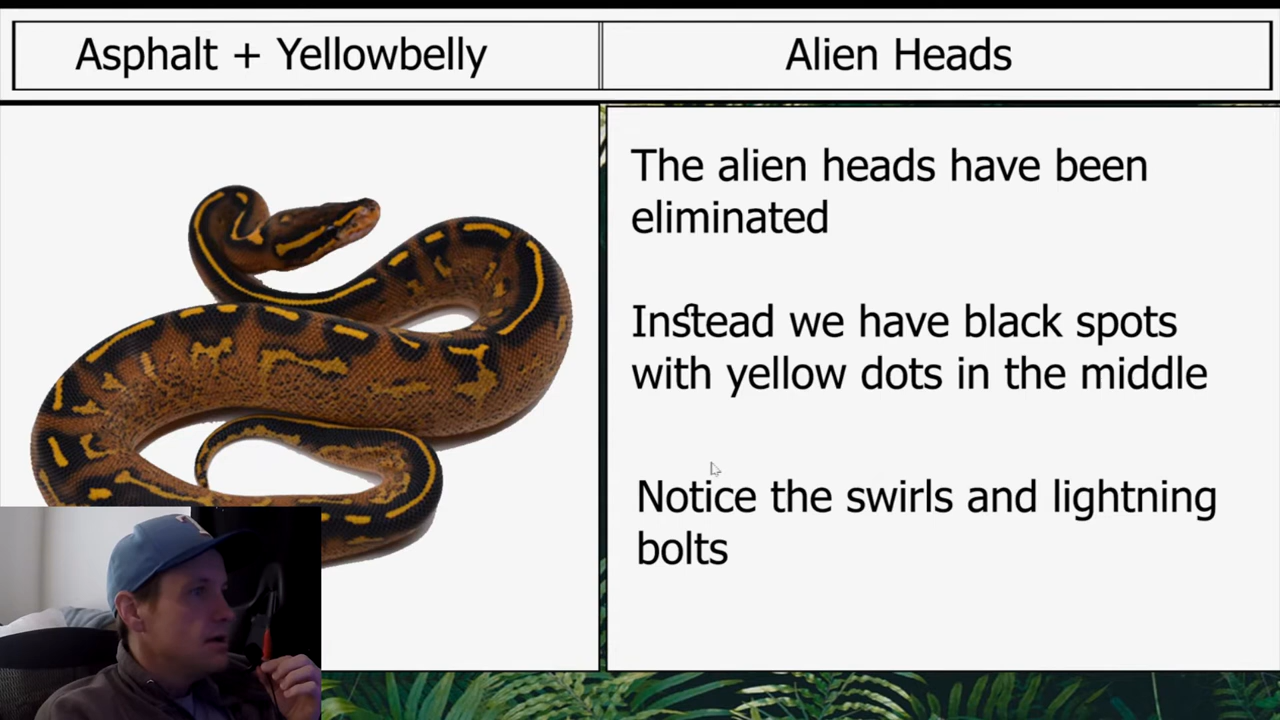 Asphalt + Yellowbelly
Alien Heads
The alien heads have been
eliminated
Instead we have black spots
with yellow dots in the middle
Notice the swirls and lightning
bolts